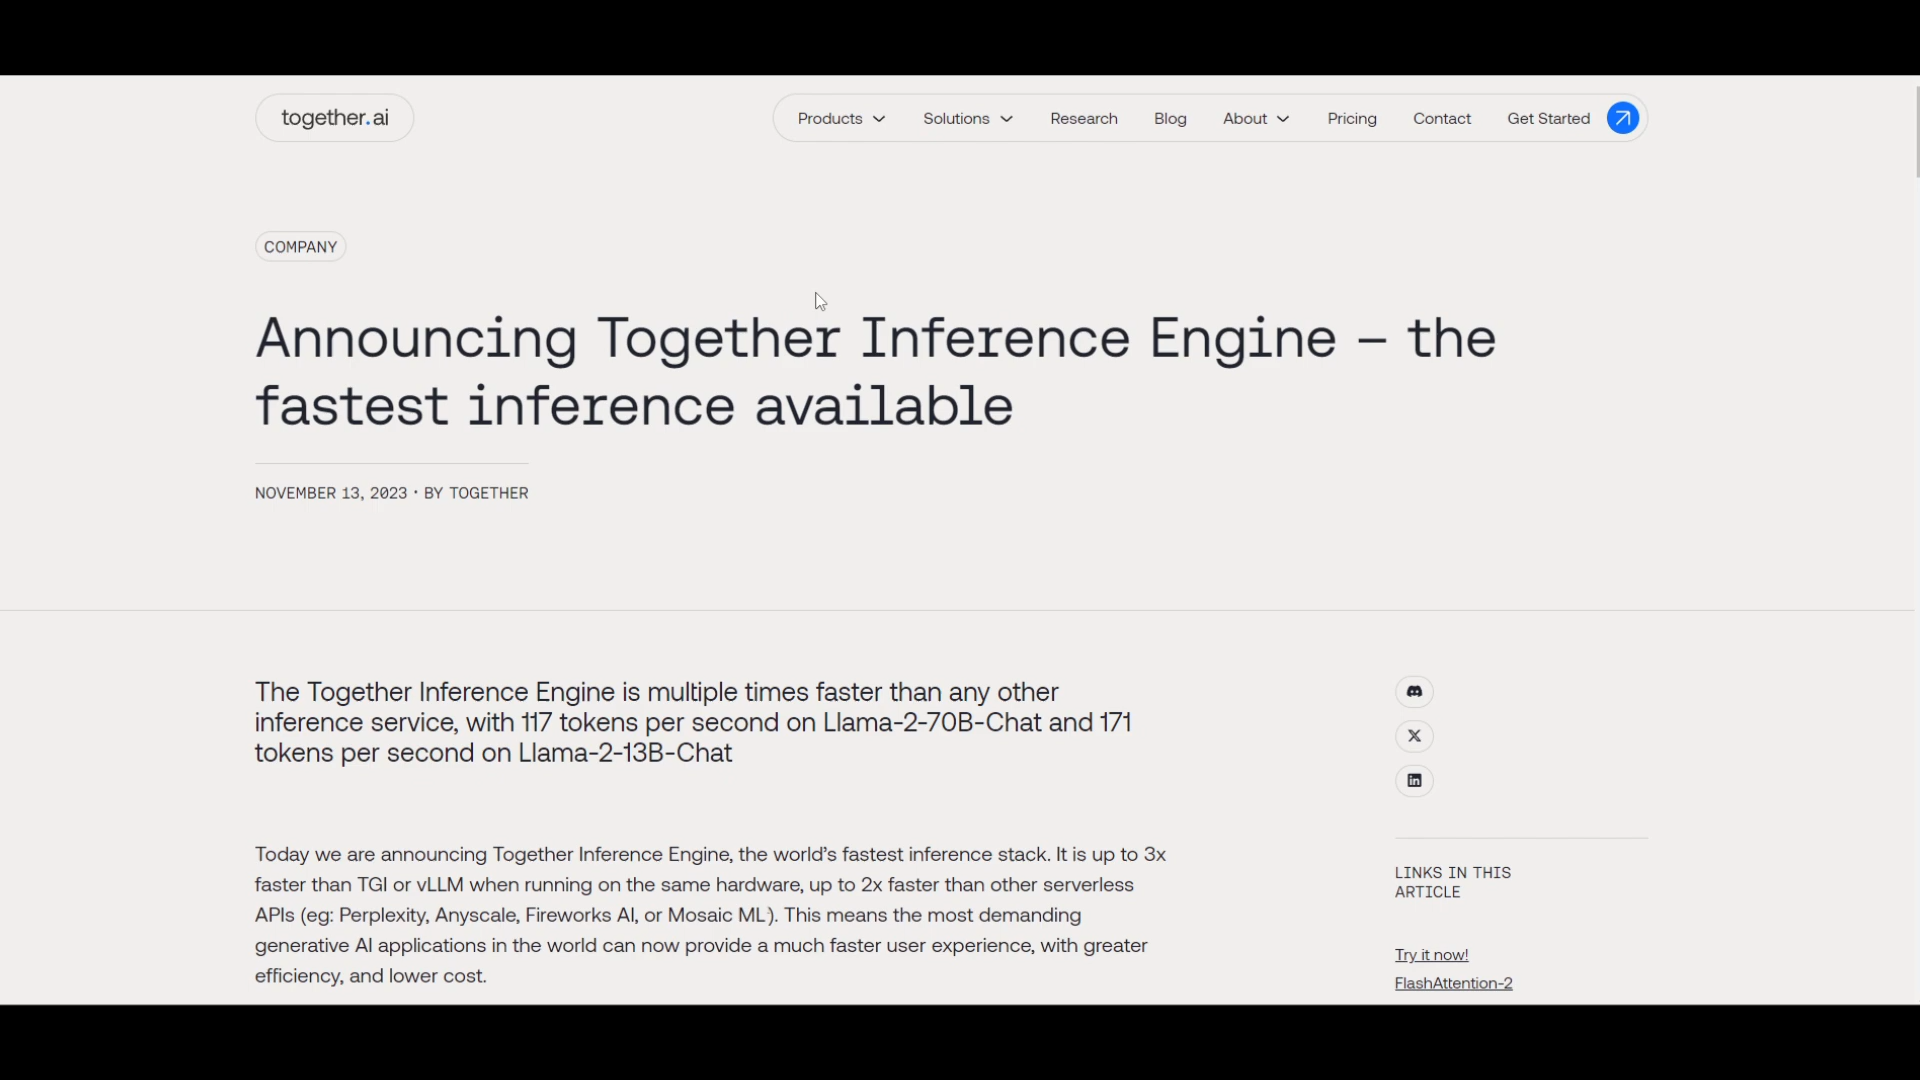 together.ai
Products Solutions Research Blog About Pricing Contact Get Started
COMPANY
Announcing Together Inference Engine – the
fastest inference available
NOVEMBER 13, 2023 · BY TOGETHER
The Together Inference Engine is multiple times faster than any other
inference service, with 117 tokens per second on Llama-2-70B-Chat and 171
tokens per second on Llama-2-13B-Chat
Today we are announcing Together Inference Engine, the world’s fastest inference stack. It is up to 3x
faster than TGI or vLLM when running on the same hardware, up to 2x faster than other serverless
APIs (eg: Perplexity, Anyscale, Fireworks AI, or Mosaic ML). This means the most demanding
generative AI applications in the world can now provide a much faster user experience, with greater
efficiency, and lower cost.
LINKS IN THIS
ARTICLE
Try it now!
FlashAttention-2